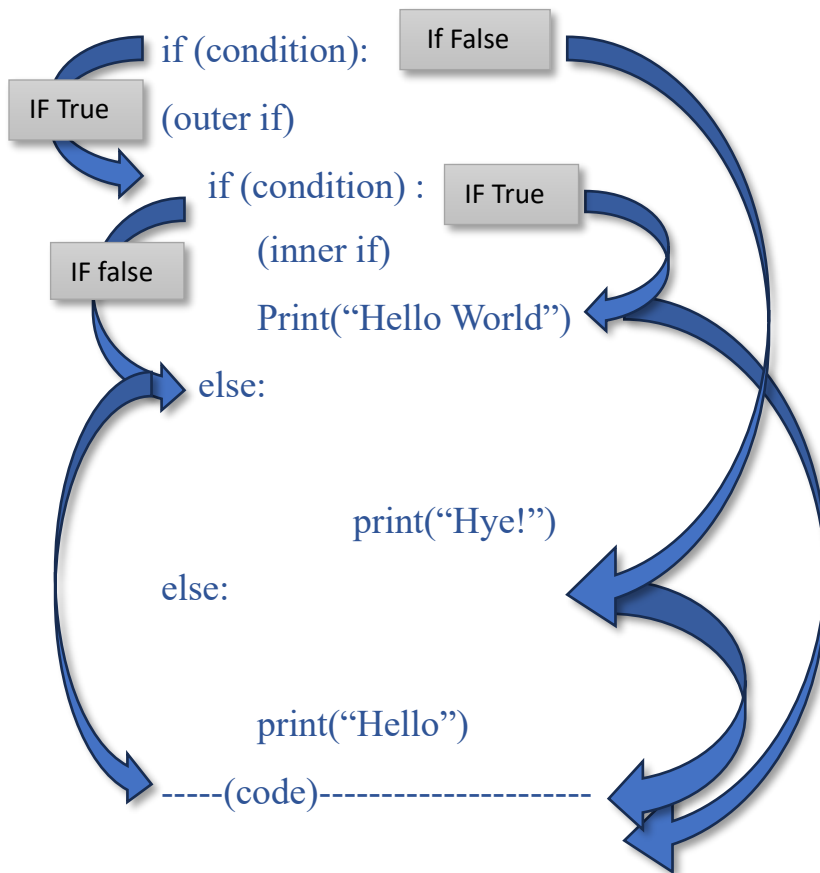 if (condition): If False
IF True (outer if)
if (condition) : IF True
IF false (inner if)
Print(“Hello World”)
else:
print(“Hye!”)
else:
print(“Hello”)
-----(code)----------------------